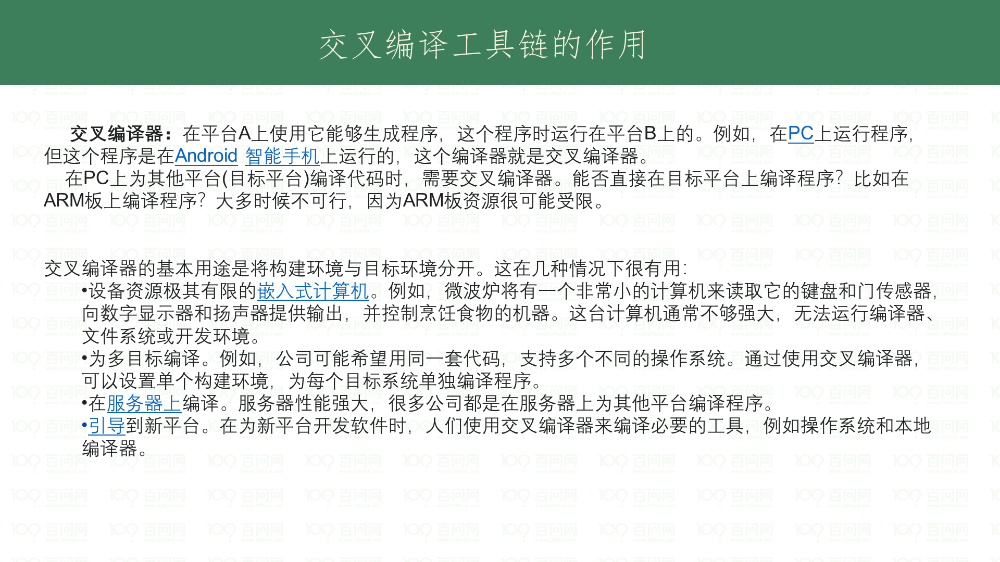 交叉编译工具链的作用
交叉编译器：在平台A上使用它能够生成程序，这个程序时运行在平台B上的。例如，在PC上运行程序，
但这个程序是在Android 智能手机上运行的，这个编译器就是交叉编译器。
在PC上为其他平台(目标平台)编译代码时，需要交叉编译器。能否直接在目标平台上编译程序？比如在
ARM板上编译程序？大多时候不可行，因为ARM板资源很可能受限。
交叉编译器的基本用途是将构建环境与目标环境分开。这在几种情况下很有用：
•设备资源极其有限的嵌入式计算机。例如，微波炉将有一个非常小的计算机来读取它的键盘和门传感器，
向数字显示器和扬声器提供输出，并控制烹饪食物的机器。这台计算机通常不够强大，无法运行编译器、
文件系统或开发环境。
•为多目标编译。例如，公司可能希望用同一套代码，支持多个不同的操作系统。通过使用交叉编译器，
可以设置单个构建环境，为每个目标系统单独编译程序。
•在服务器上编译。服务器性能强大，很多公司都是在服务器上为其他平台编译程序。
•引导到新平台。在为新平台开发软件时，人们使用交叉编译器来编译必要的工具，例如操作系统和本地
编译器。